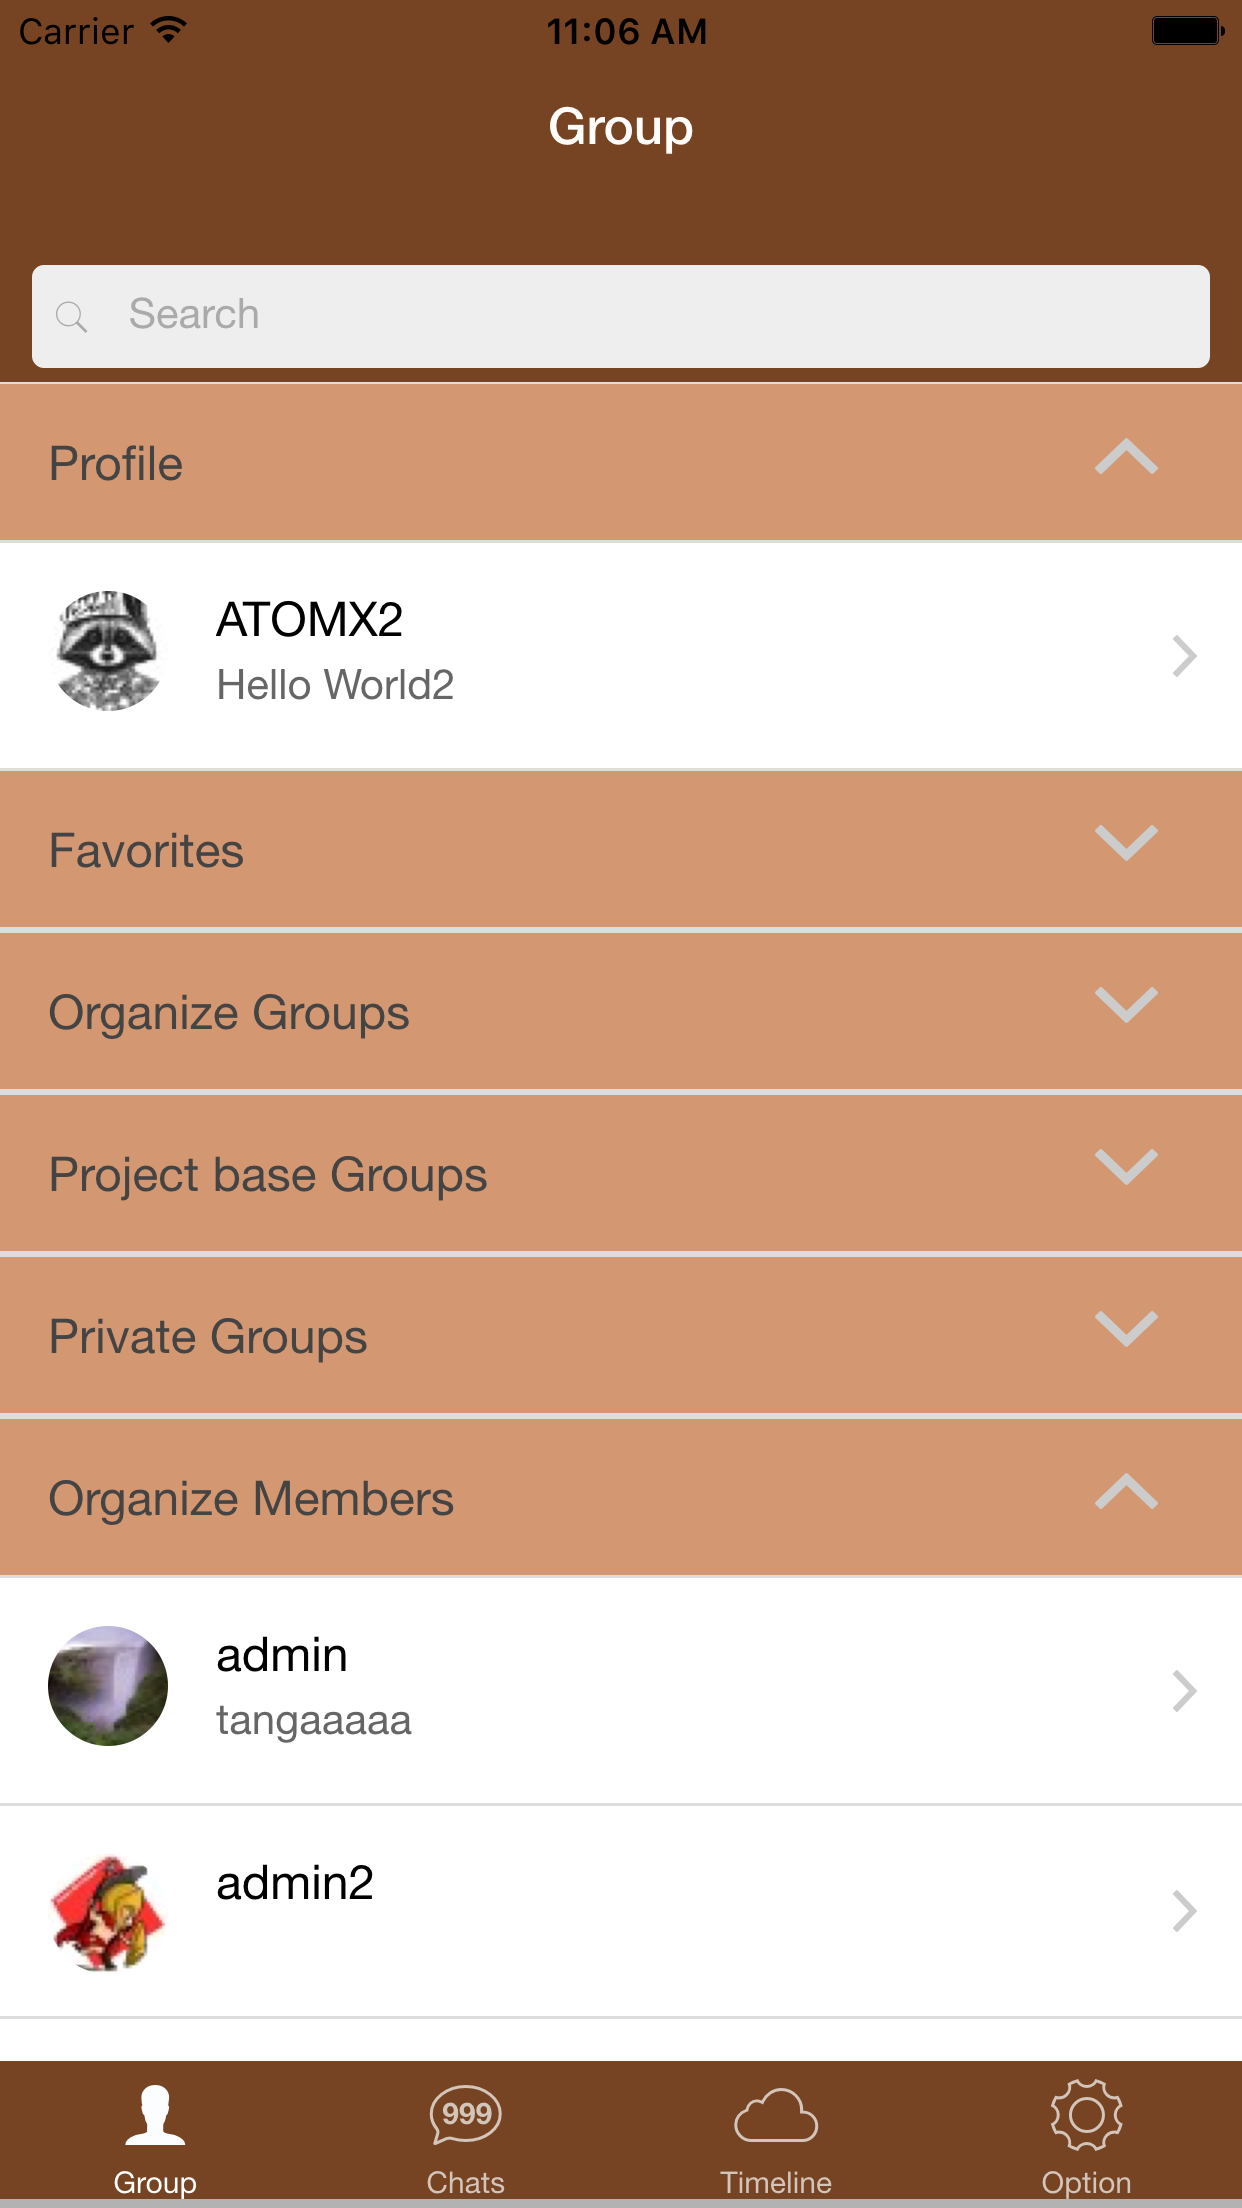 Carrier 11:06 AM
Group
Search
Profile
ATOMX2
Hello World2
Favorites
Organize Groups
Project base Groups
Private Groups
Organize Members
admin
tangaaaaa
admin2
999
Group Chats Timeline Option